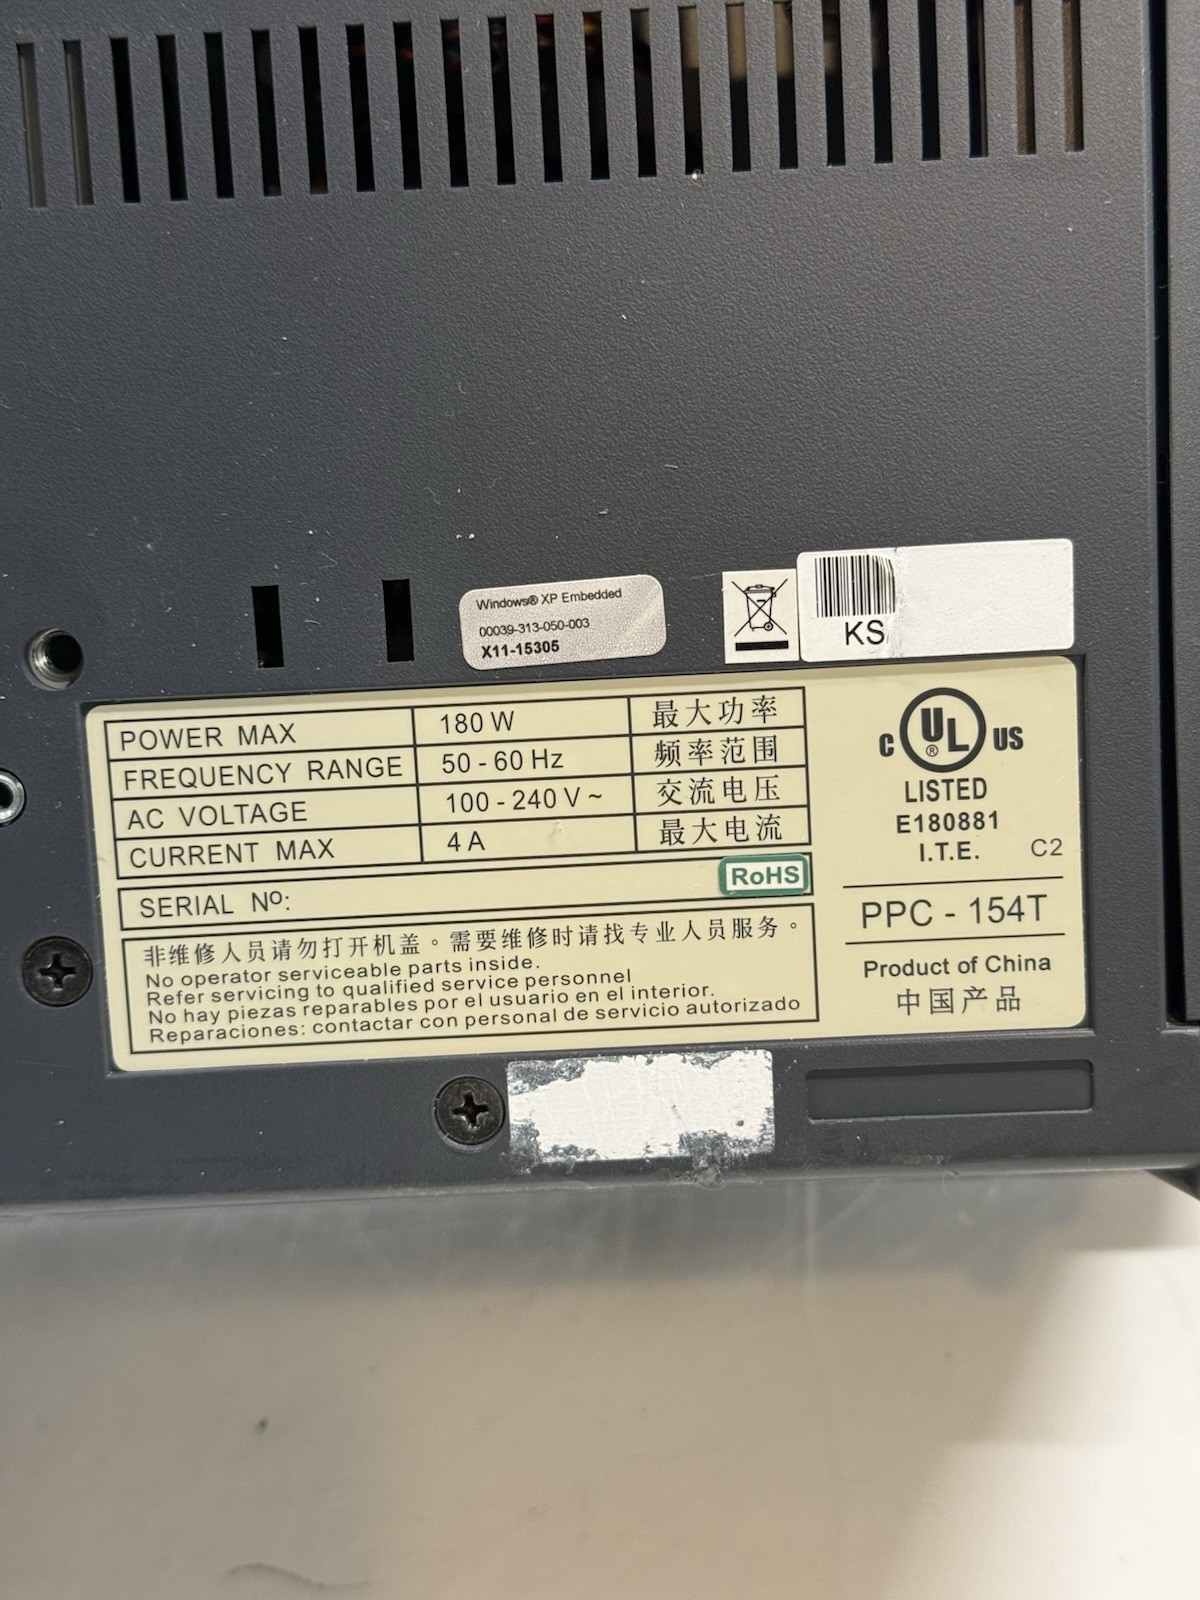 Windows® XP Embedded
00039-313-050-003
X11-15305
KS
POWER MAX 180 W 最大功率
FREQUENCY RANGE 50 - 60 Hz 频率范围
AC VOLTAGE 100 - 240 V ~ 交流电压
CURRENT MAX 4 A 最大电流
SERIAL Nº:
RoHS
非维修人员请勿打开机盖。需要维修时请找专业人员服务。
No operator serviceable parts inside.
Refer servicing to qualified service personnel
No hay piezas reparables por el usuario en el interior.
Reparaciones: contactar con personal de servicio autorizado
C UL® US
LISTED
E180881
I.T.E. C2
PPC - 154T
Product of China
中国产品